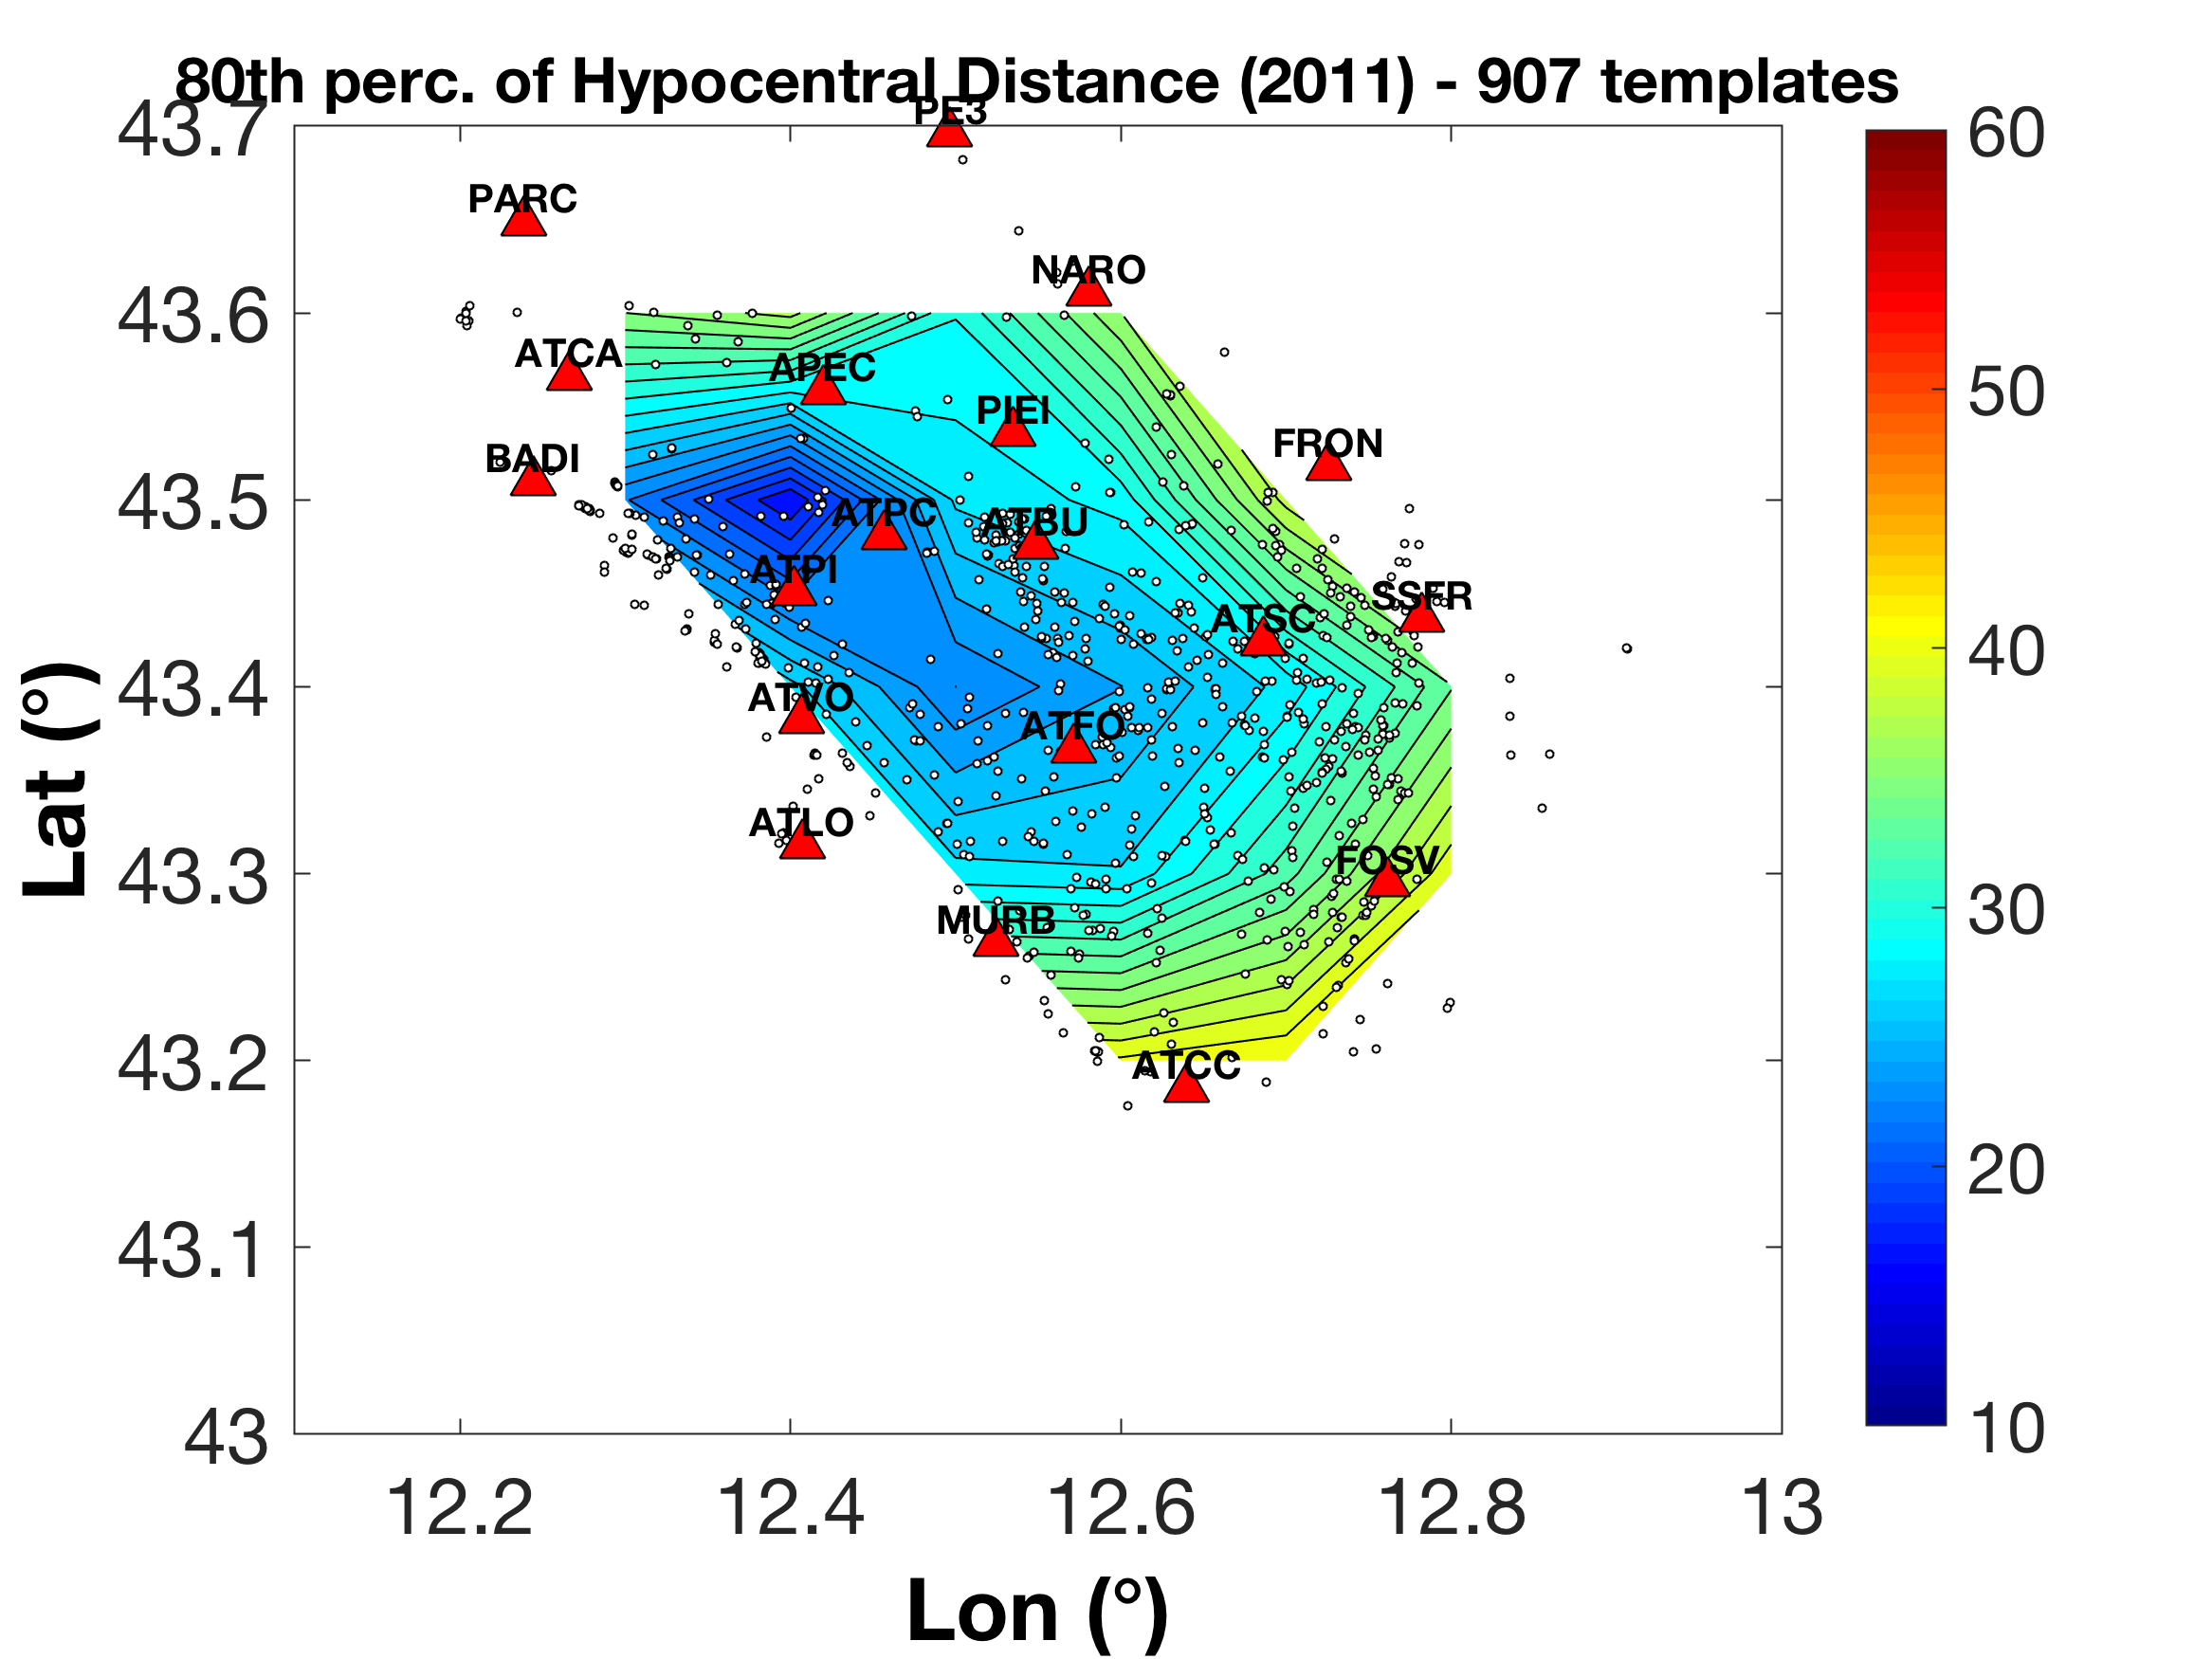 80th perc. of Hypocentral Distance (2011) - 907 templates
PE3
43.7
60
PARC
NARO
43.6
ATCA
APEC
50
PIEI
FRON
BADI
43.5
ATPC
ATBU
ATPI
SSFR
ATSC
40
43.4
ATVO
ATFO
Lat (°)
ATLO
43.3
FOSV
30
MURB
43.2
ATCC
20
43.1
43
10
12.2
12.4
12.6
12.8
13
Lon (°)